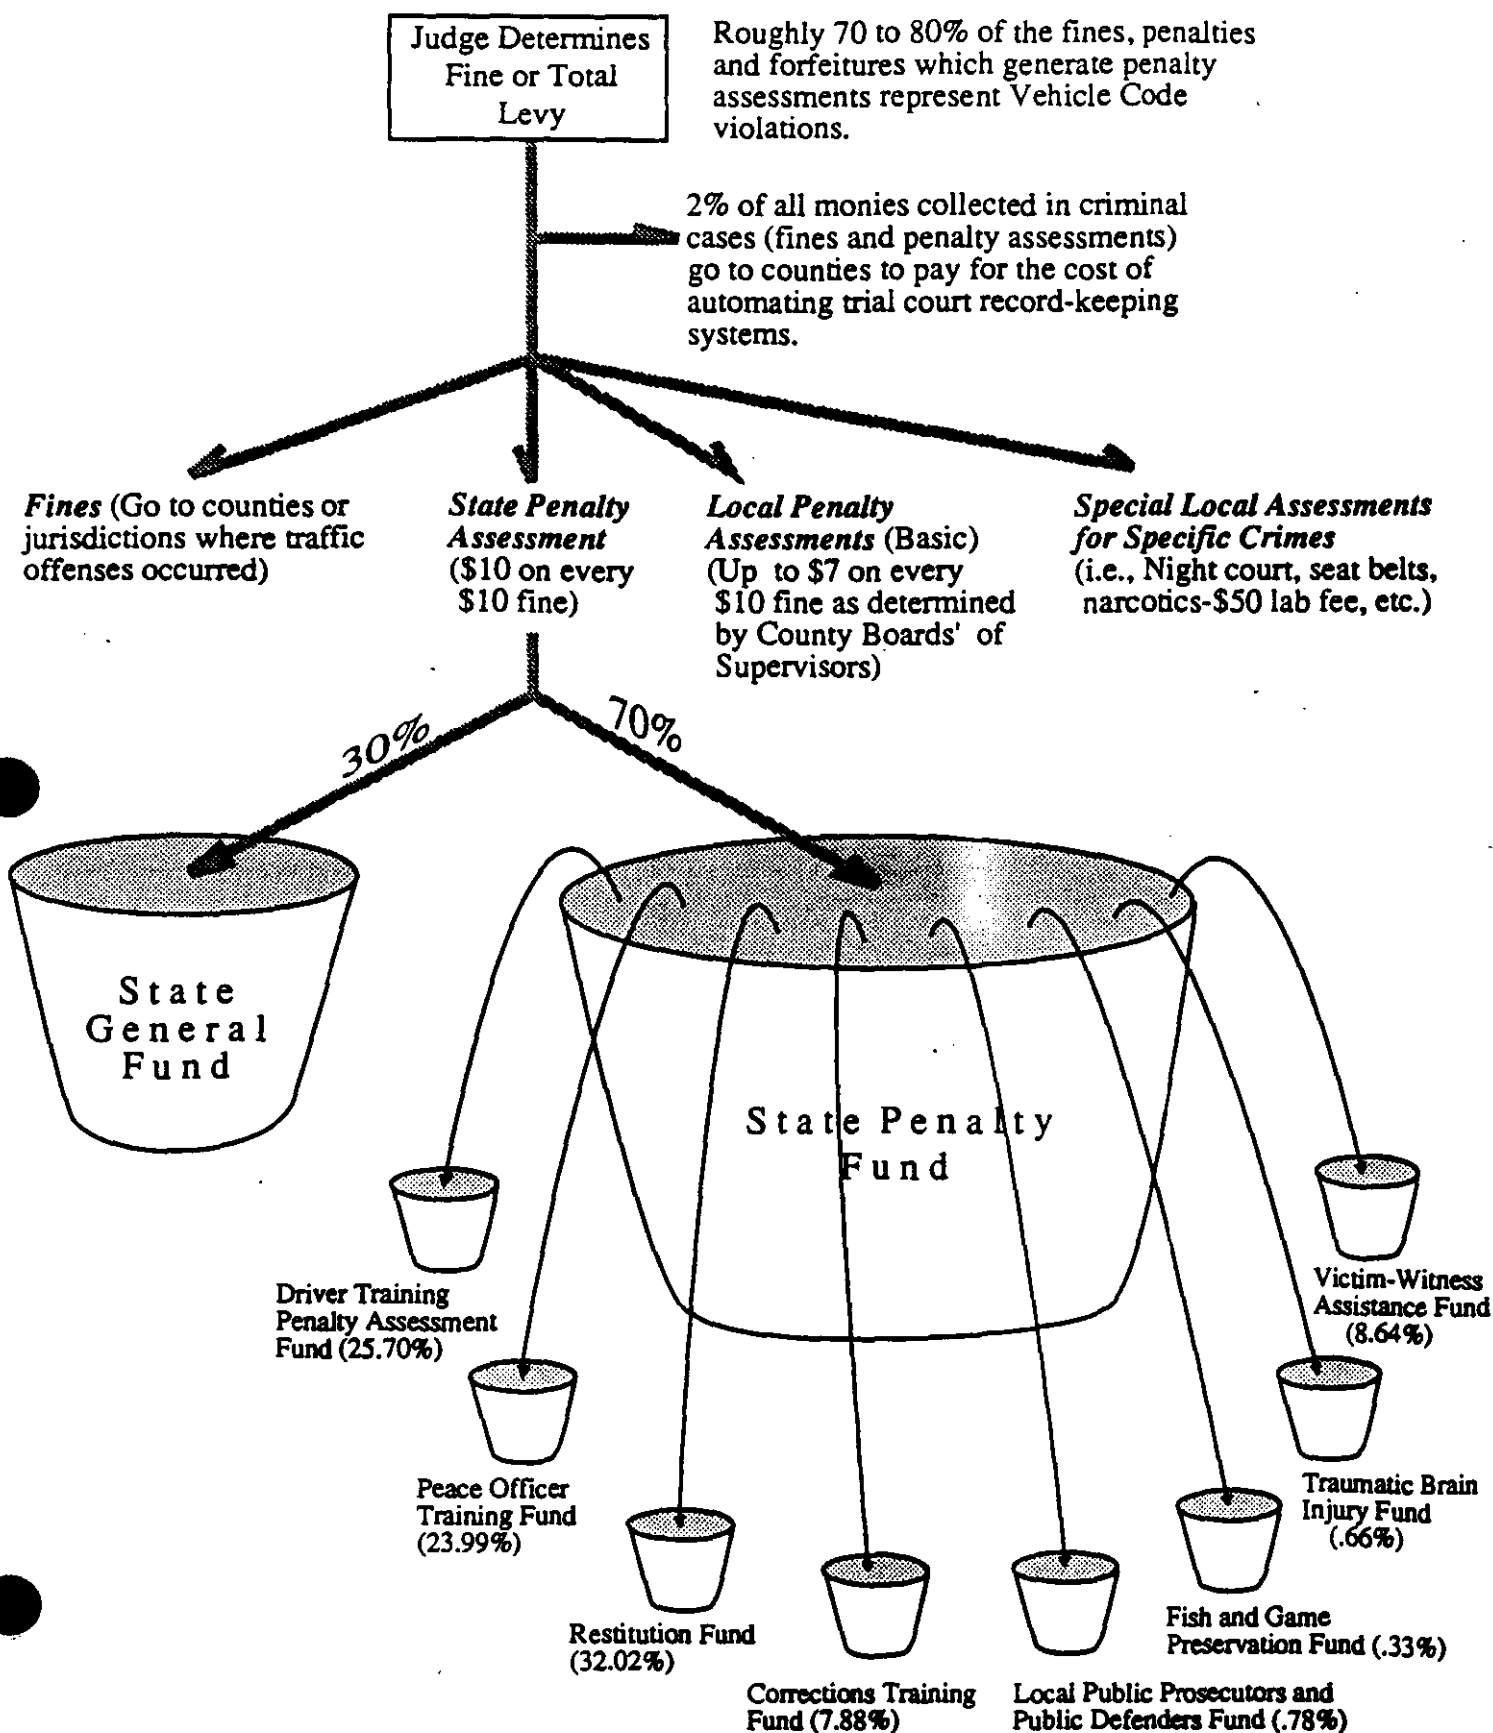 Judge Determines
Fine or Total
Levy
Roughly 70 to 80% of the fines, penalties
and forfeitures which generate penalty
assessments represent Vehicle Code
violations.
2% of all monies collected in criminal
cases (fines and penalty assessments)
go to counties to pay for the cost of
automating trial court record-keeping
systems.
Fines (Go to counties or
jurisdictions where traffic
offenses occurred)
State Penalty
Assessment
($10 on every
$10 fine)
Local Penalty
Assessments (Basic)
(Up to $7 on every
$10 fine as determined
by County Boards' of
Supervisors)
Special Local Assessments
for Specific Crimes
(i.e., Night court, seat belts,
narcotics-$50 lab fee, etc.)
30%
70%
State
General
Fund
State Penalty
Fund
Driver Training
Penalty Assessment
Fund (25.70%)
Peace Officer
Training Fund
(23.99%)
Restitution Fund
(32.02%)
Corrections Training
Fund (7.88%)
Local Public Prosecutors and
Public Defenders Fund (.78%)
Fish and Game
Preservation Fund (.33%)
Traumatic Brain
Injury Fund
(.66%)
Victim-Witness
Assistance Fund
(8.64%)